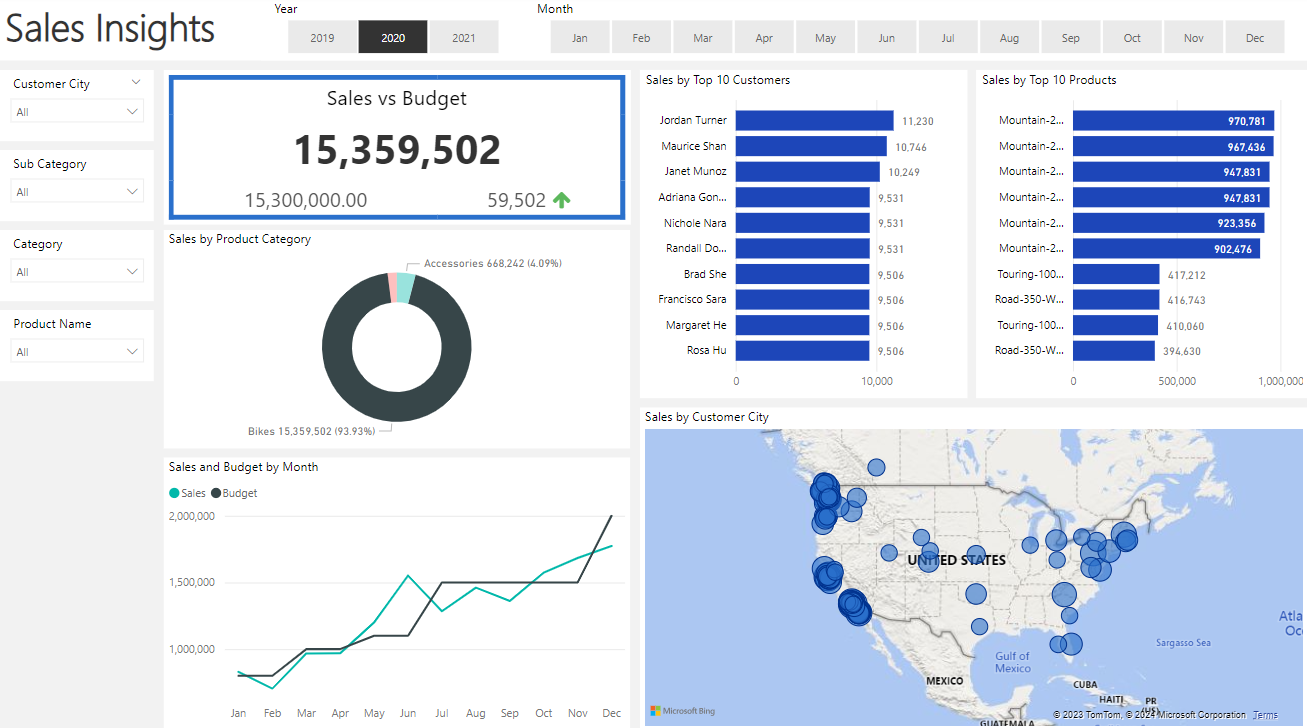 Sales Insights
Year
2019 2020 2021
Month
Jan Feb Mar Apr May Jun Jul Aug Sep Oct Nov Dec
Customer City
All
Sub Category
All
Category
All
Product Name
All
Sales vs Budget
15,359,502
15,300,000.00 59,502
Sales by Product Category
Accessories 668,242 (4.09%)
Bikes 15,359,502 (93.93%)
Sales and Budget by Month
Sales Budget
2,000,000
1,500,000
1,000,000
Jan Feb Mar Apr May Jun Jul Aug Sep Oct Nov Dec
Sales by Top 10 Customers
Jordan Turner 11,230
Maurice Shan 10,746
Janet Munoz 10,249
Adriana Gon... 9,531
Nichole Nara 9,531
Randall Do... 9,531
Brad She 9,506
Francisco Sara 9,506
Margaret He 9,506
Rosa Hu 9,506
0 10,000
Sales by Top 10 Products
Mountain-2... 970,781
Mountain-2... 967,436
Mountain-2... 947,831
Mountain-2... 947,831
Mountain-2... 923,356
Mountain-2... 902,476
Touring-100... 417,212
Road-350-W... 416,743
Touring-100... 410,060
Road-350-W... 394,630
0 500,000 1,000,000
Sales by Customer City
UNITED STATES
Atla
Oc
Sargasso Sea
Gulf of
Mexico
MEXICO
CUBA
HAITI
PR
(US)
GUATEMALA
Microsoft Bing
© 2023 TomTom, © 2024 Microsoft Corporation Terms